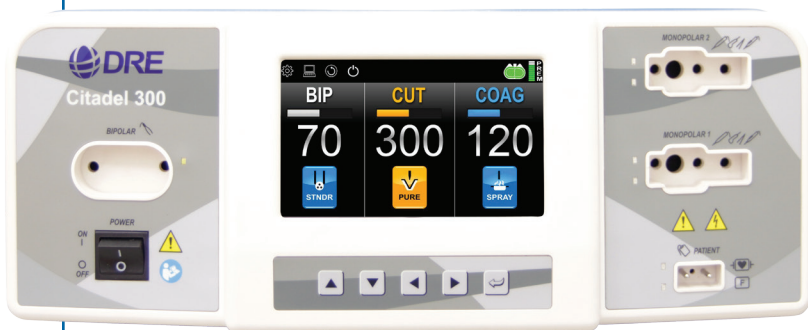 DRE
Citadel 300
BIPOLAR
POWER
ON
I
O
OFF
I
O
PREM
BIP CUT COAG
70 300 120
STNDR PURE SPRAY
MONOPOLAR 2
MONOPOLAR 1
PATIENT
F